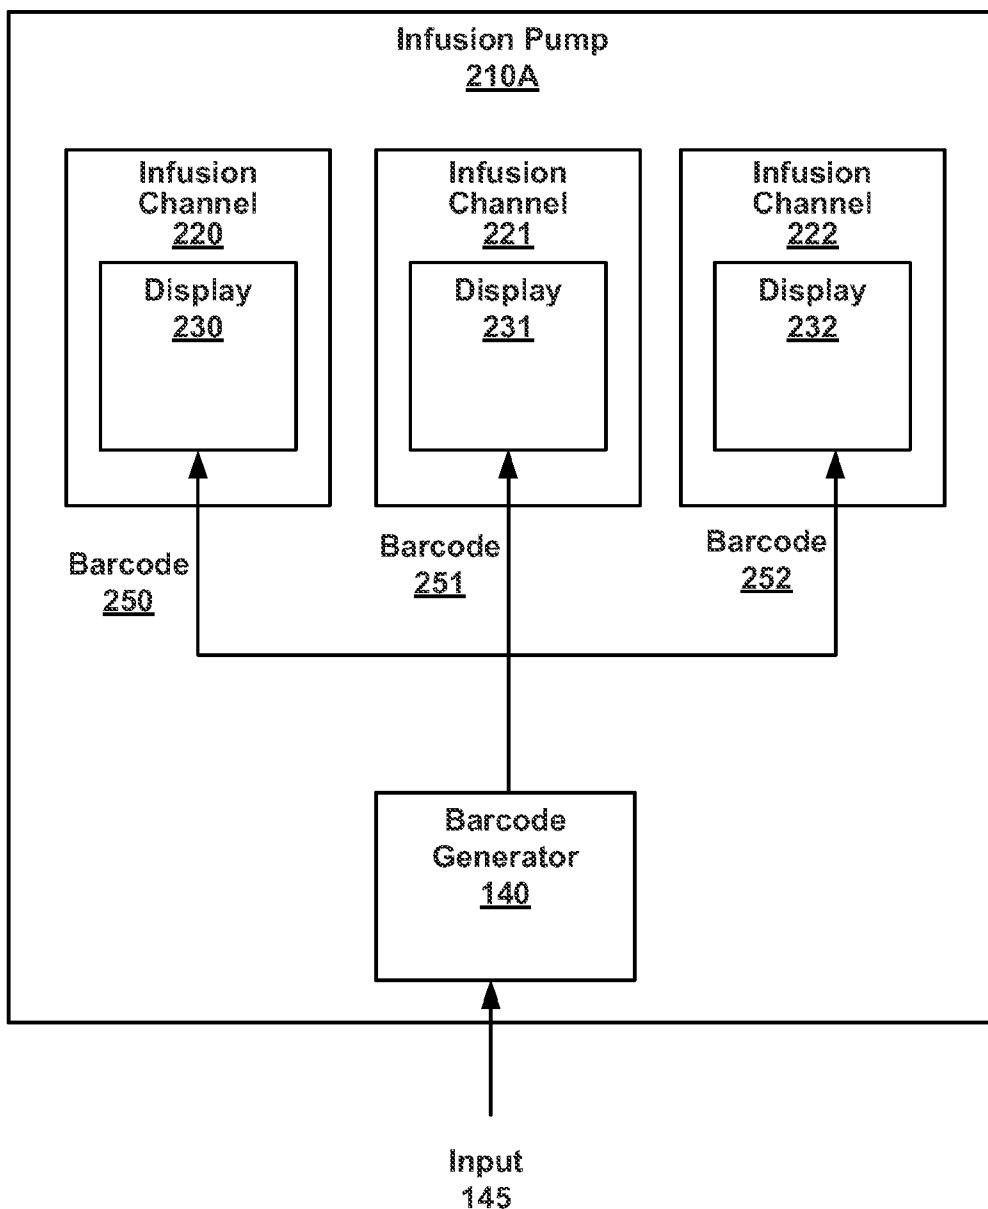 Infusion Pump
210A
Infusion
Channel
220
Display
230
Infusion
Channel
221
Display
231
Infusion
Channel
222
Display
232
Barcode
250
Barcode
251
Barcode
252
Barcode
Generator
140
Input
145